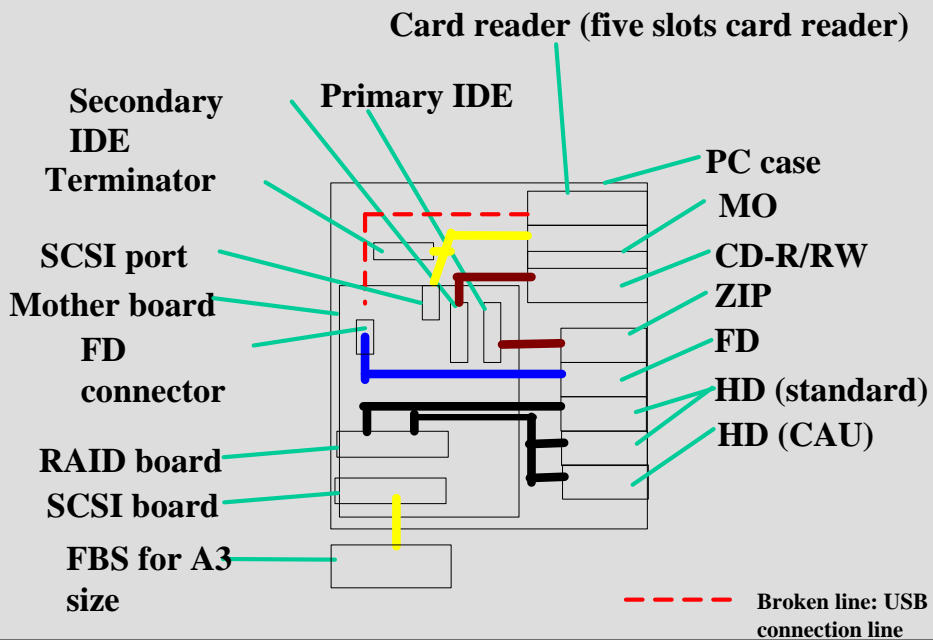 Card reader (five slots card reader)
Secondary
IDE
Primary IDE
Terminator
PC case
MO
SCSI port
CD-R/RW
Mother board
ZIP
FD
connector
FD
HD (standard)
HD (CAU)
RAID board
SCSI board
FBS for A3
size
Broken line: USB
connection line